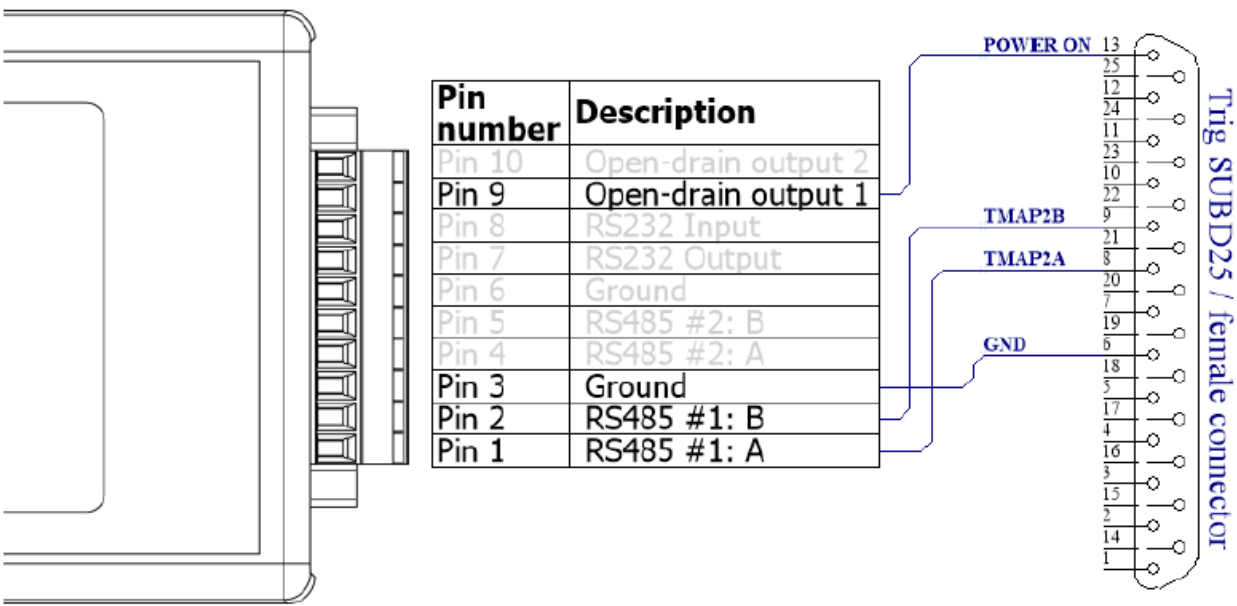 Pin number Description
Pin 10 Open-drain output 2
Pin 9 Open-drain output 1
Pin 8 RS232 Input
Pin 7 RS232 Output
Pin 6 Ground
Pin 5 RS485 #2: B
Pin 4 RS485 #2: A
Pin 3 Ground
Pin 2 RS485 #1: B
Pin 1 RS485 #1: A
POWER ON
TMAP2B
TMAP2A
GND
13
25
12
24
11
23
10
22
9
21
8
20
7
19
6
18
5
17
4
16
3
15
2
14
1
Trig SUBD25 / female connector